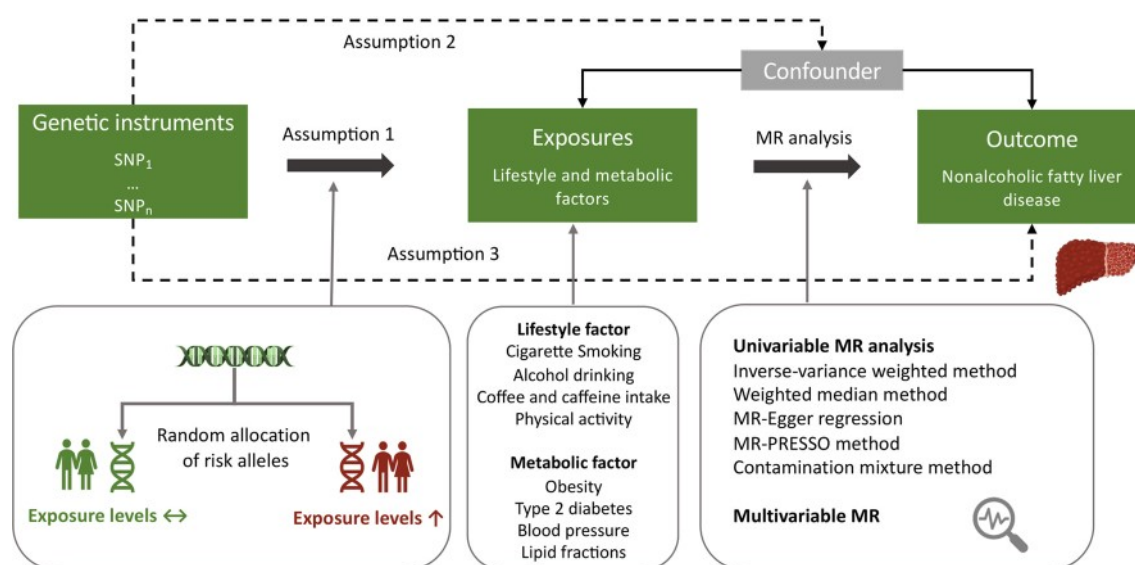 Assumption 2
Confounder
Genetic instruments
SNP1
...
SNPn
Assumption 1
Exposures
Lifestyle and metabolic
factors
MR analysis
Outcome
Nonalcoholic fatty liver
disease
Assumption 3
Random allocation
of risk alleles
Exposure levels ↔
Exposure levels ↑
Lifestyle factor
Cigarette Smoking
Alcohol drinking
Coffee and caffeine intake
Physical activity
Metabolic factor
Obesity
Type 2 diabetes
Blood pressure
Lipid fractions
Univariable MR analysis
Inverse-variance weighted method
Weighted median method
MR-Egger regression
MR-PRESSO method
Contamination mixture method
Multivariable MR